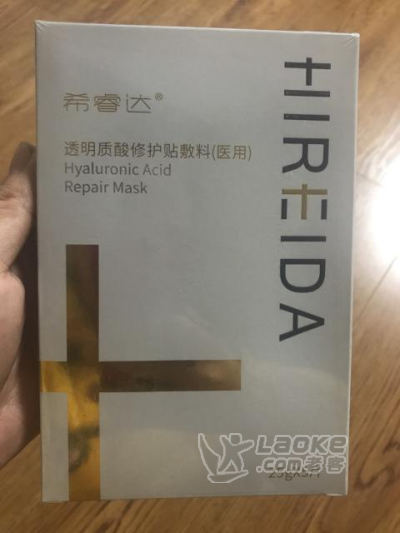 希睿达®
透明质酸修护贴敷料(医用)
Hyaluronic Acid
Repair Mask
HIREIDA
LAOKE
.com老客